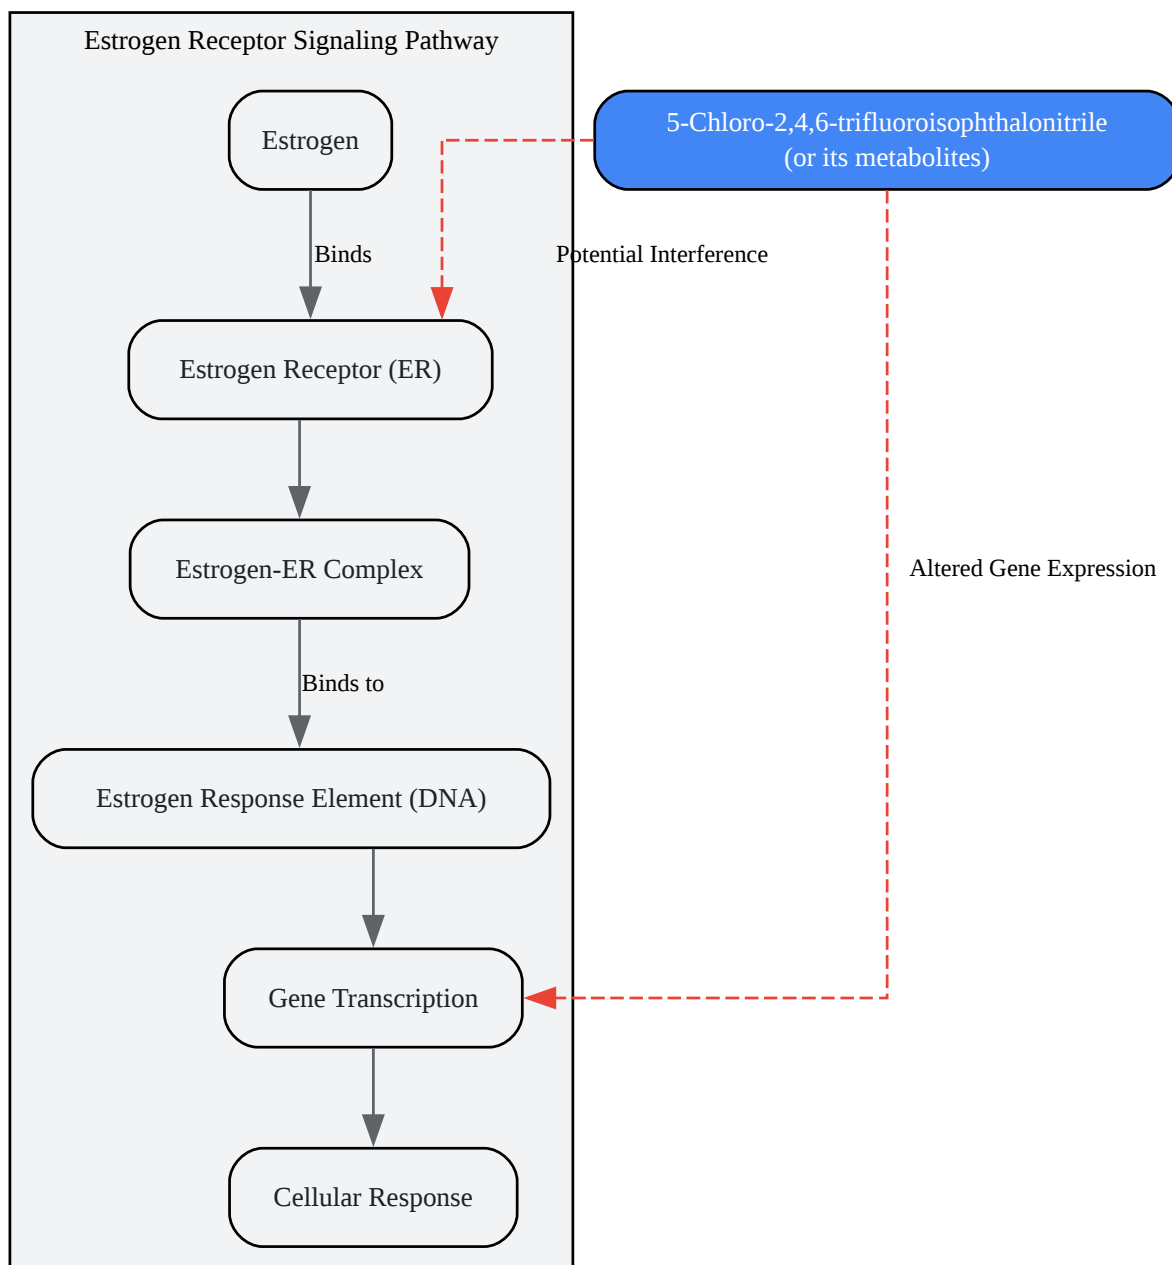 Estrogen Receptor Signaling Pathway
Estrogen
5-Chloro-2,4,6-trifluoroisophthalonitrile
(or its metabolites)
Binds
Potential Interference
Estrogen Receptor (ER)
Estrogen-ER Complex
Altered Gene Expression
Binds to
Estrogen Response Element (DNA)
Gene Transcription
Cellular Response